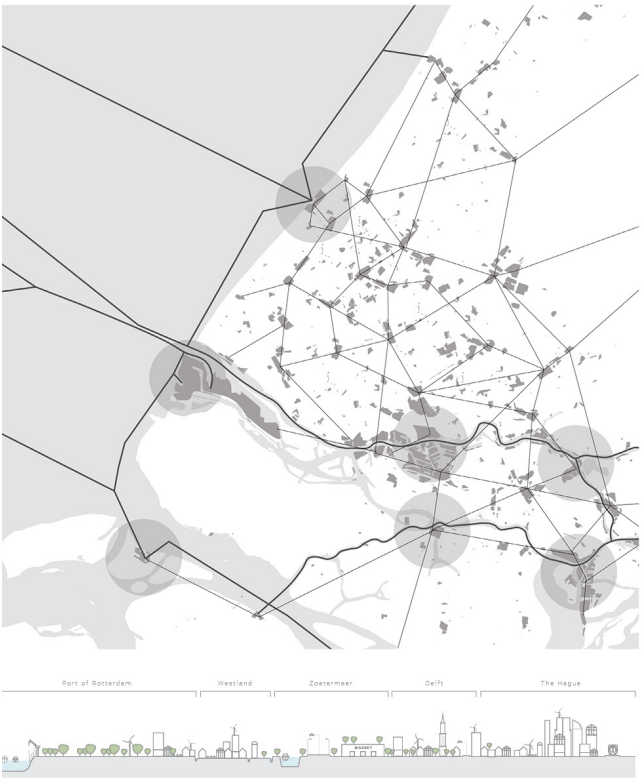 Port of Rotterdam
Westland
Zoetermeer
Delft
The Hague
MARKET